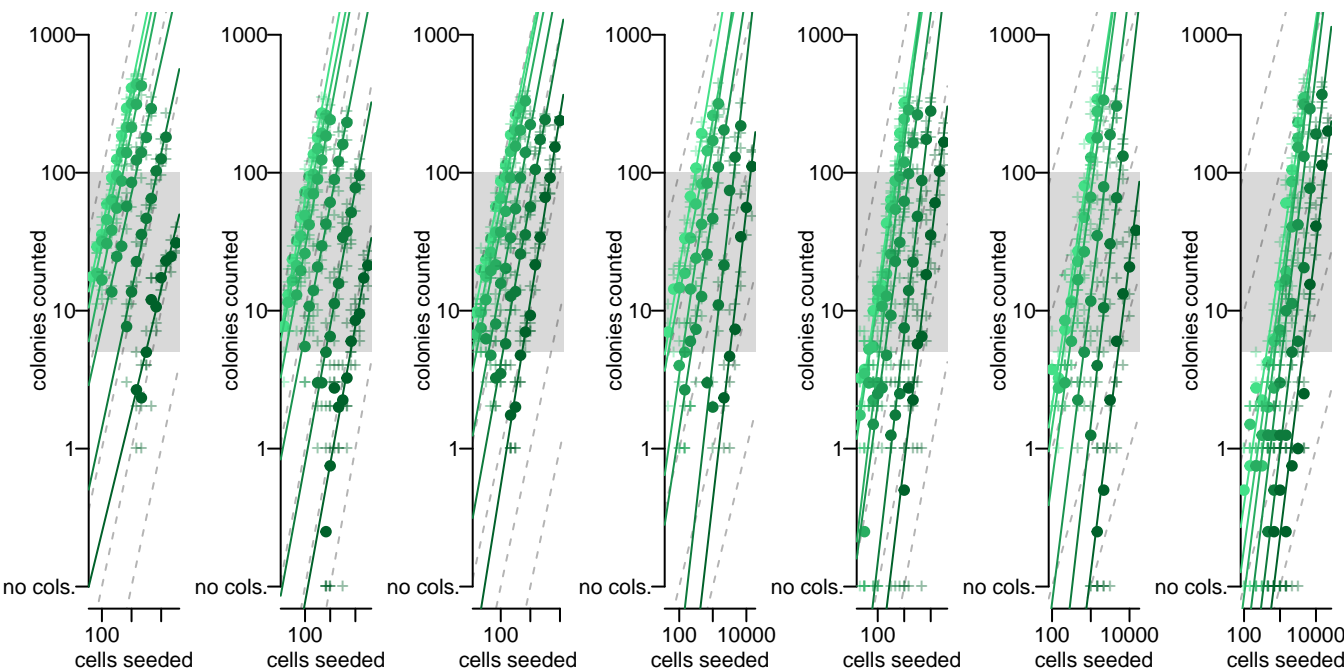 1000 1000 1000 1000 1000 1000 1000
100 100 100 100 100 100 100
10 10 10 10 10 10 10
1 1 1 1 1 1 1
no cols. no cols. no cols. no cols. no cols. no cols. no cols.
colonies counted colonies counted colonies counted colonies counted colonies counted colonies counted colonies counted
100 100 100 100 10000 100 100 10000 100 10000
cells seeded cells seeded cells seeded cells seeded cells seeded cells seeded cells seeded